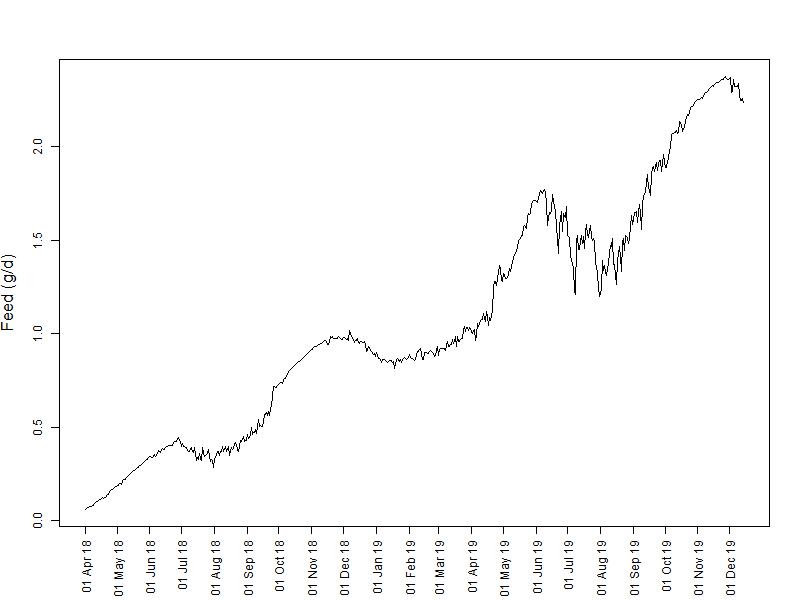 Feed (g/d)
2.0
1.5
1.0
0.5
0.0
01 Apr 18
01 May 18
01 Jun 18
01 Jul 18
01 Aug 18
01 Sep 18
01 Oct 18
01 Nov 18
01 Dec 18
01 Jan 19
01 Feb 19
01 Mar 19
01 Apr 19
01 May 19
01 Jun 19
01 Jul 19
01 Aug 19
01 Sep 19
01 Oct 19
01 Nov 19
01 Dec 19